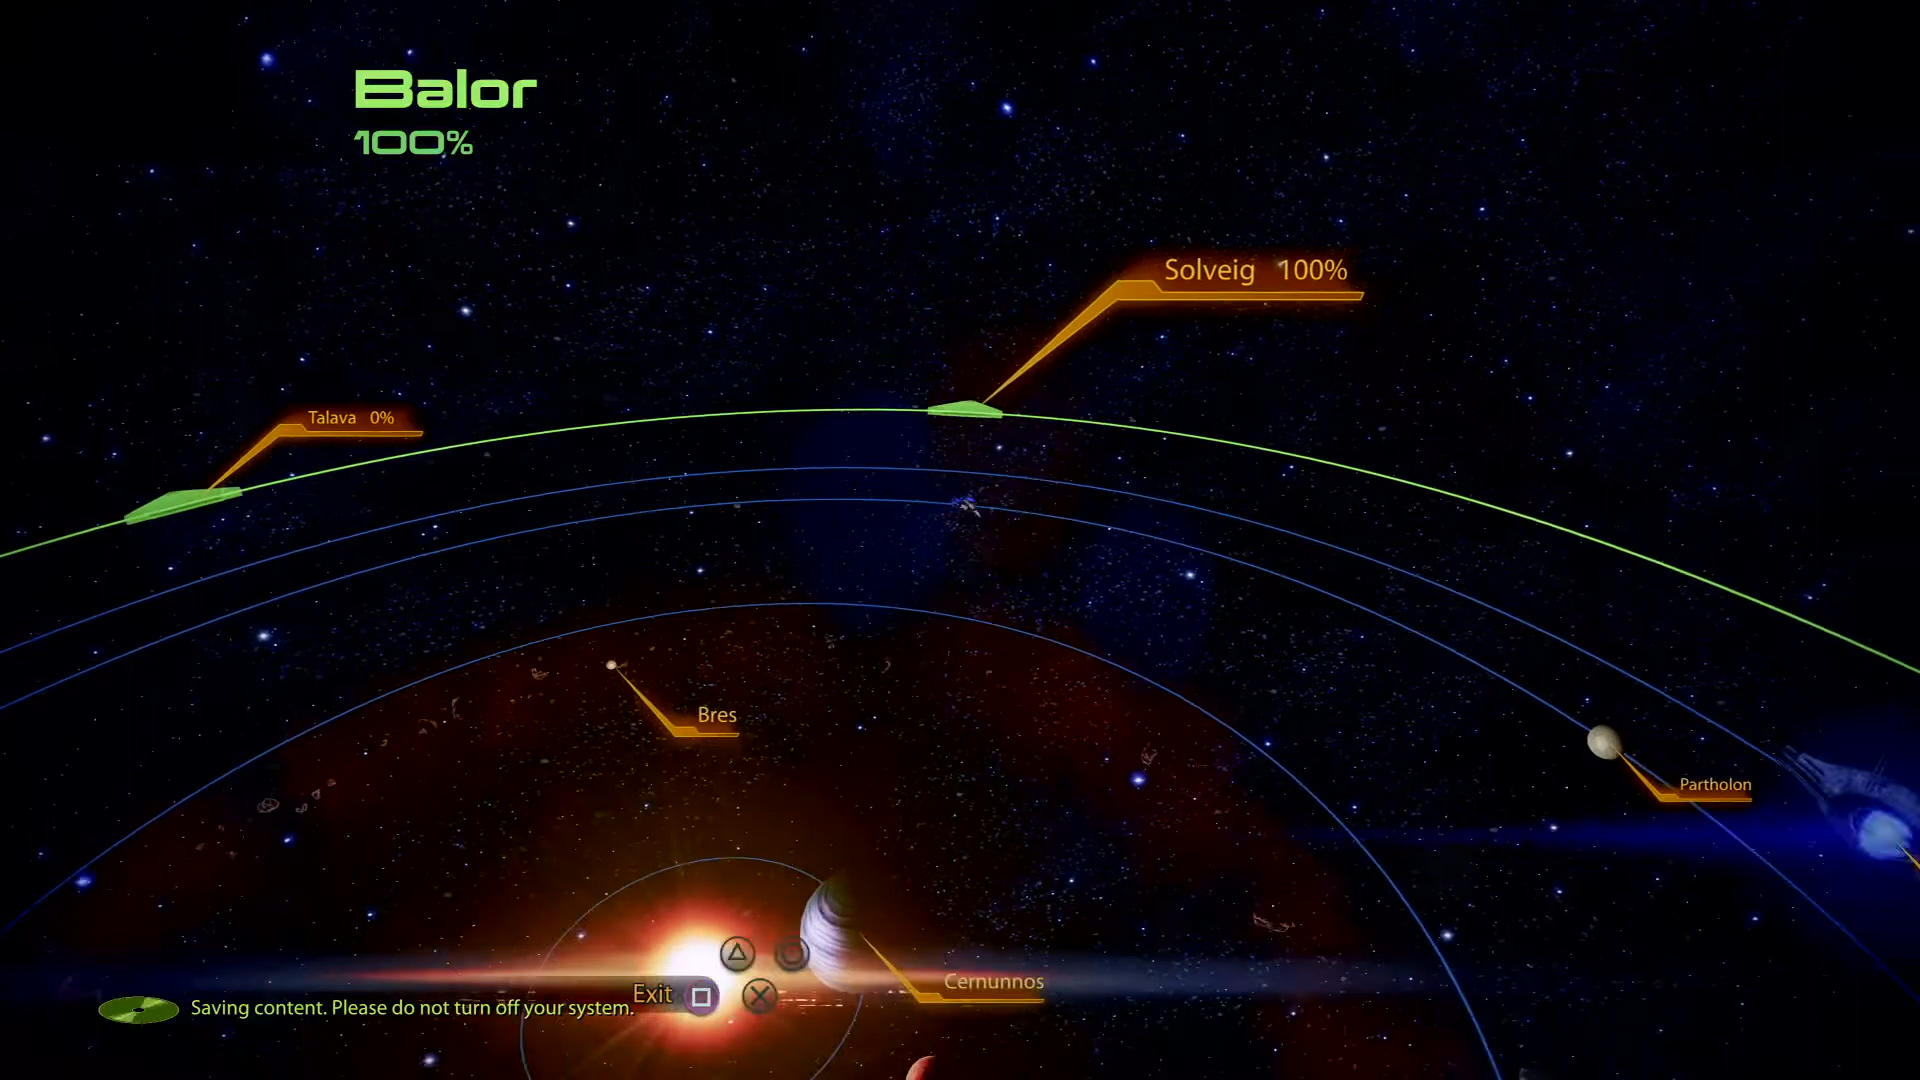 Balor
100%
Solveig 100%
Talava 0%
Bres
Partholon
Cernunnos
Exit
Saving content. Please do not turn off your system.